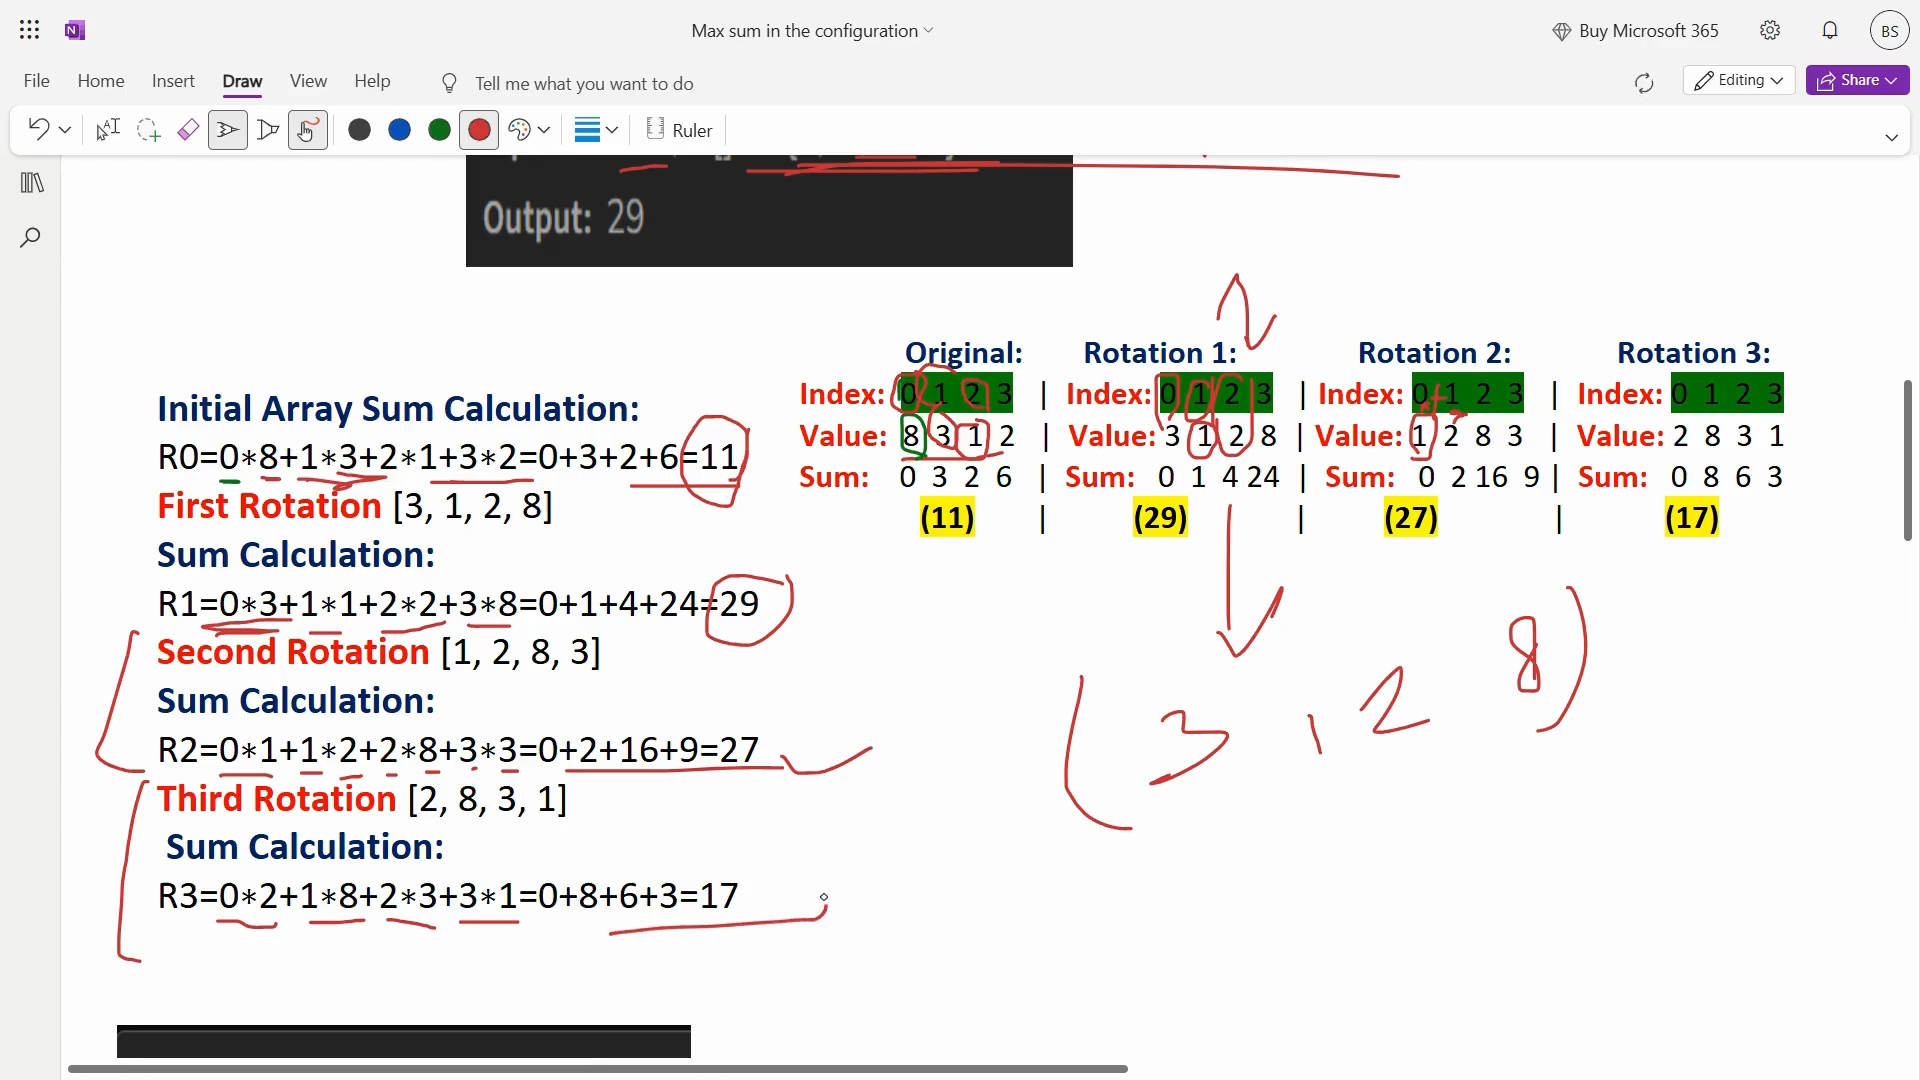 Max sum in the configuration
Buy Microsoft 365
BS
File Home Insert Draw View Help Tell me what you want to do
Editing Share
Ruler
Output: 29
Original: Rotation 1: Rotation 2: Rotation 3:
Index: 0 1 2 3 | Index: 0 1 2 3 | Index: 0 1 2 3 | Index: 0 1 2 3
Value: 8 3 1 2 | Value: 3 1 2 8 | Value: 1 2 8 3 | Value: 2 8 3 1
Sum: 0 3 2 6 | Sum: 0 1 4 24 | Sum: 0 2 16 9 | Sum: 0 8 6 3
(11) | (29) | (27) | (17)
Initial Array Sum Calculation:
R0=0*8+1*3+2*1+3*2=0+3+2+6=11
First Rotation [3, 1, 2, 8]
Sum Calculation:
R1=0*3+1*1+2*2+3*8=0+1+4+24=29
Second Rotation [1, 2, 8, 3]
Sum Calculation:
R2=0*1+1*2+2*8+3*3=0+2+16+9=27
Third Rotation [2, 8, 3, 1]
Sum Calculation:
R3=0*2+1*8+2*3+3*1=0+8+6+3=17
(3 1 2 8)